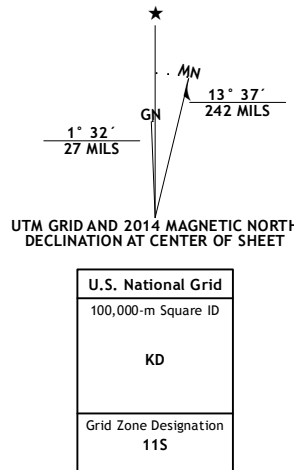 MN
GN
13° 37´
242 MILS
1° 32´
27 MILS
UTM GRID AND 2014 MAGNETIC NORTH
DECLINATION AT CENTER OF SHEET
U.S. National Grid
100,000-m Square ID
KD
Grid Zone Designation
11S